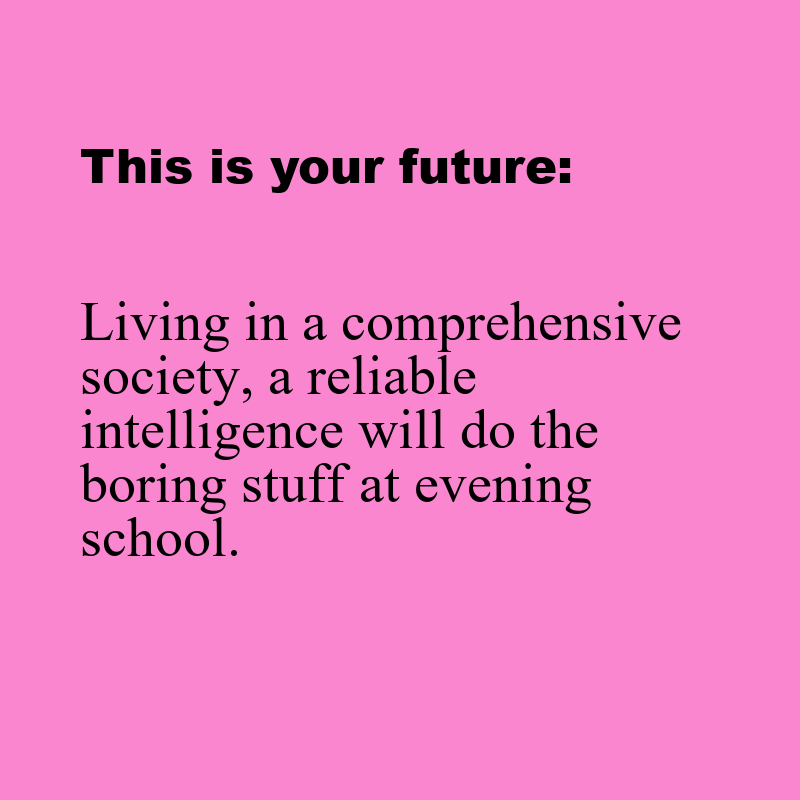 This is your future:
Living in a comprehensive
society, a reliable
intelligence will do the
boring stuff at evening
school.